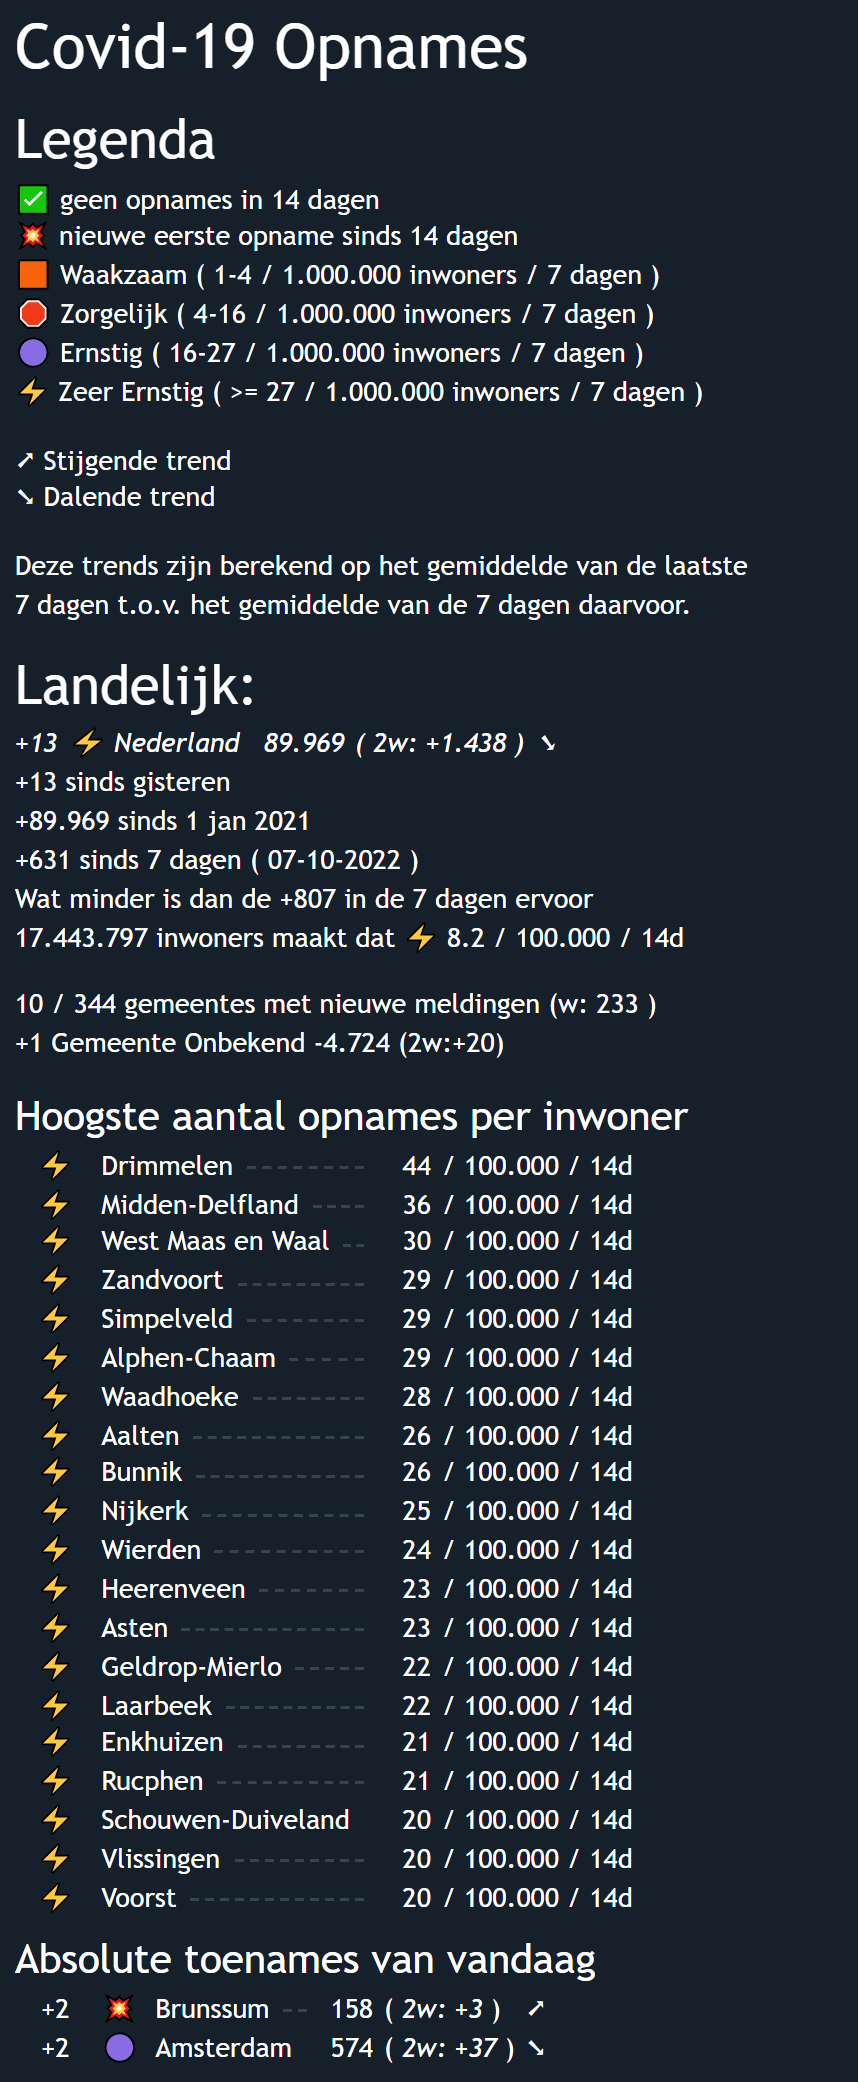 Covid-19 Opnames
Legenda
✅ geen opnames in 14 dagen
💥 nieuwe eerste opname sinds 14 dagen
🟧 Waakzaam ( 1-4 / 1.000.000 inwoners / 7 dagen )
🛑 Zorgelijk ( 4-16 / 1.000.000 inwoners / 7 dagen )
🟣 Ernstig ( 16-27 / 1.000.000 inwoners / 7 dagen )
⚡ Zeer Ernstig ( >= 27 / 1.000.000 inwoners / 7 dagen )
➚ Stijgende trend
➘ Dalende trend
Deze trends zijn berekend op het gemiddelde van de laatste
7 dagen t.o.v. het gemiddelde van de 7 dagen daarvoor.
Landelijk:
+13 ⚡ Nederland 89.969 ( 2w: +1.438 ) ➘
+13 sinds gisteren
+89.969 sinds 1 jan 2021
+631 sinds 7 dagen ( 07-10-2022 )
Wat minder is dan de +807 in de 7 dagen ervoor
17.443.797 inwoners maakt dat ⚡ 8.2 / 100.000 / 14d
10 / 344 gemeentes met nieuwe meldingen (w: 233 )
+1 Gemeente Onbekend -4.724 (2w:+20)
Hoogste aantal opnames per inwoner
⚡ Drimmelen -------- 44 / 100.000 / 14d
⚡ Midden-Delfland ---- 36 / 100.000 / 14d
⚡ West Maas en Waal -- 30 / 100.000 / 14d
⚡ Zandvoort --------- 29 / 100.000 / 14d
⚡ Simpelveld -------- 29 / 100.000 / 14d
⚡ Alphen-Chaam ----- 29 / 100.000 / 14d
⚡ Waadhoeke -------- 28 / 100.000 / 14d
⚡ Aalten ------------ 26 / 100.000 / 14d
⚡ Bunnik ------------ 26 / 100.000 / 14d
⚡ Nijkerk ----------- 25 / 100.000 / 14d
⚡ Wierden ---------- 24 / 100.000 / 14d
⚡ Heerenveen ------- 23 / 100.000 / 14d
⚡ Asten ------------- 23 / 100.000 / 14d
⚡ Geldrop-Mierlo ----- 22 / 100.000 / 14d
⚡ Laarbeek ---------- 22 / 100.000 / 14d
⚡ Enkhuizen --------- 21 / 100.000 / 14d
⚡ Rucphen ---------- 21 / 100.000 / 14d
⚡ Schouwen-Duiveland 20 / 100.000 / 14d
⚡ Vlissingen --------- 20 / 100.000 / 14d
⚡ Voorst ------------ 20 / 100.000 / 14d
Absolute toenames van vandaag
+2 💥 Brunssum -- 158 ( 2w: +3 ) ➚
+2 🟣 Amsterdam 574 ( 2w: +37 ) ➘